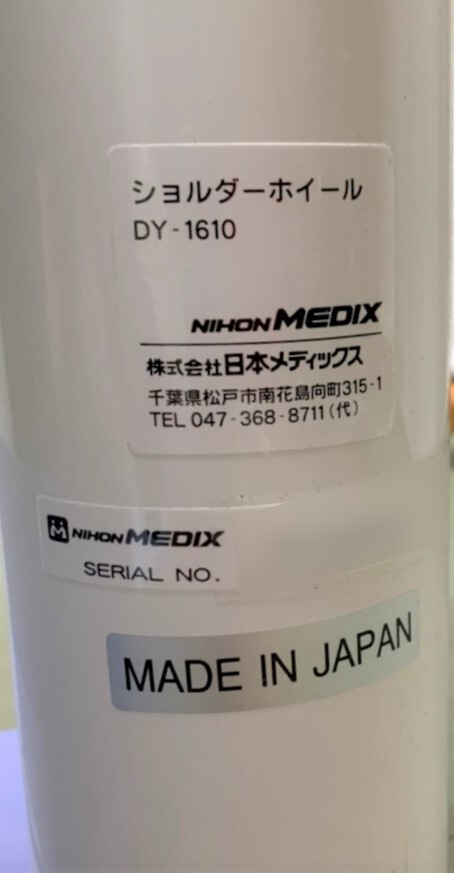 ショルダーホイール
DY-1610
NIHON MEDIX
株式会社日本メディックス
千葉県松戸市南花島向町315-1
TEL 047-368-8711(代)
NIHON MEDIX
SERIAL NO.
MADE IN JAPAN